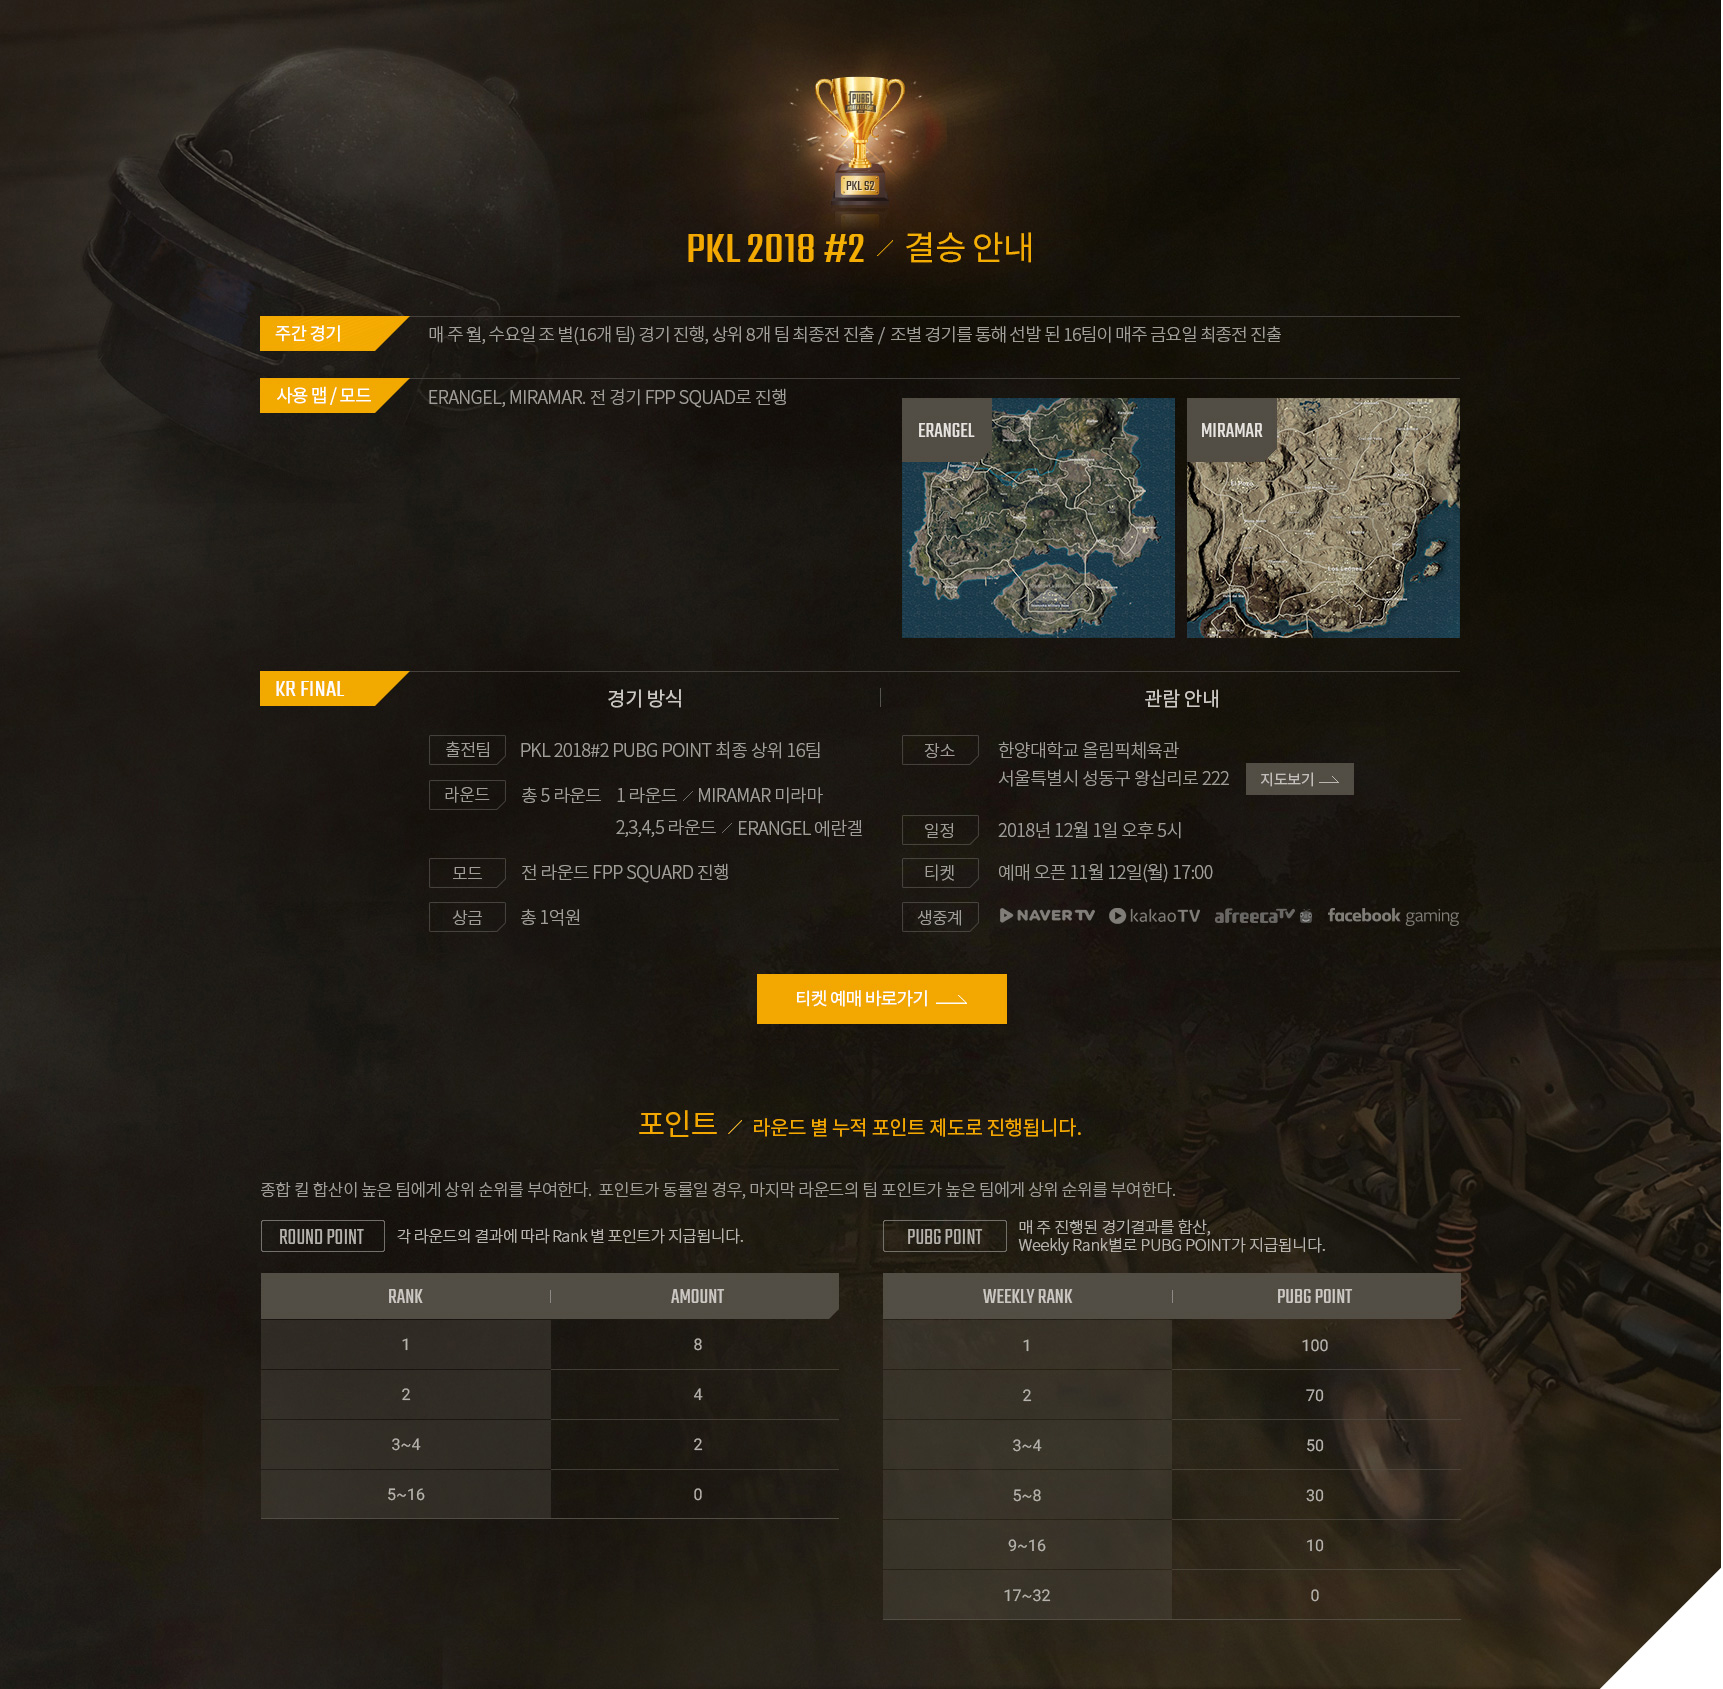 PUBG
PKL S2
PKL 2018 #2 / 결승 안내
주간 경기
매 주 월, 수요일 조 별(16개 팀) 경기 진행, 상위 8개 팀 최종전 진출 / 조별 경기를 통해 선발 된 16팀이 매주 금요일 최종전 진출
사용 맵 / 모드
ERANGEL, MIRAMAR. 전 경기 FPP SQUAD로 진행
ERANGEL
MIRAMAR
KR FINAL
경기 방식
출전팀
PKL 2018#2 PUBG POINT 최종 상위 16팀
라운드
총 5 라운드 1 라운드 / MIRAMAR 미라마
2,3,4,5 라운드 / ERANGEL 에란겔
모드
전 라운드 FPP SQUARD 진행
상금
총 1억원
관람 안내
장소
한양대학교 올림픽체육관
서울특별시 성동구 왕십리로 222
지도보기
일정
2018년 12월 1일 오후 5시
티켓
예매 오픈 11월 12일(월) 17:00
생중계
NAVER TV kakaoTV afreecaTV facebook gaming
티켓 예매 바로가기
포인트 / 라운드 별 누적 포인트 제도로 진행됩니다.
종합 킬 합산이 높은 팀에게 상위 순위를 부여한다. 포인트가 동률일 경우, 마지막 라운드의 팀 포인트가 높은 팀에게 상위 순위를 부여한다.
ROUND POINT
각 라운드의 결과에 따라 Rank 별 포인트가 지급됩니다.
RANK AMOUNT
1 8
2 4
3~4 2
5~16 0
PUBG POINT
매 주 진행된 경기결과를 합산,
Weekly Rank별로 PUBG POINT가 지급됩니다.
WEEKLY RANK PUBG POINT
1 100
2 70
3~4 50
5~8 30
9~16 10
17~32 0